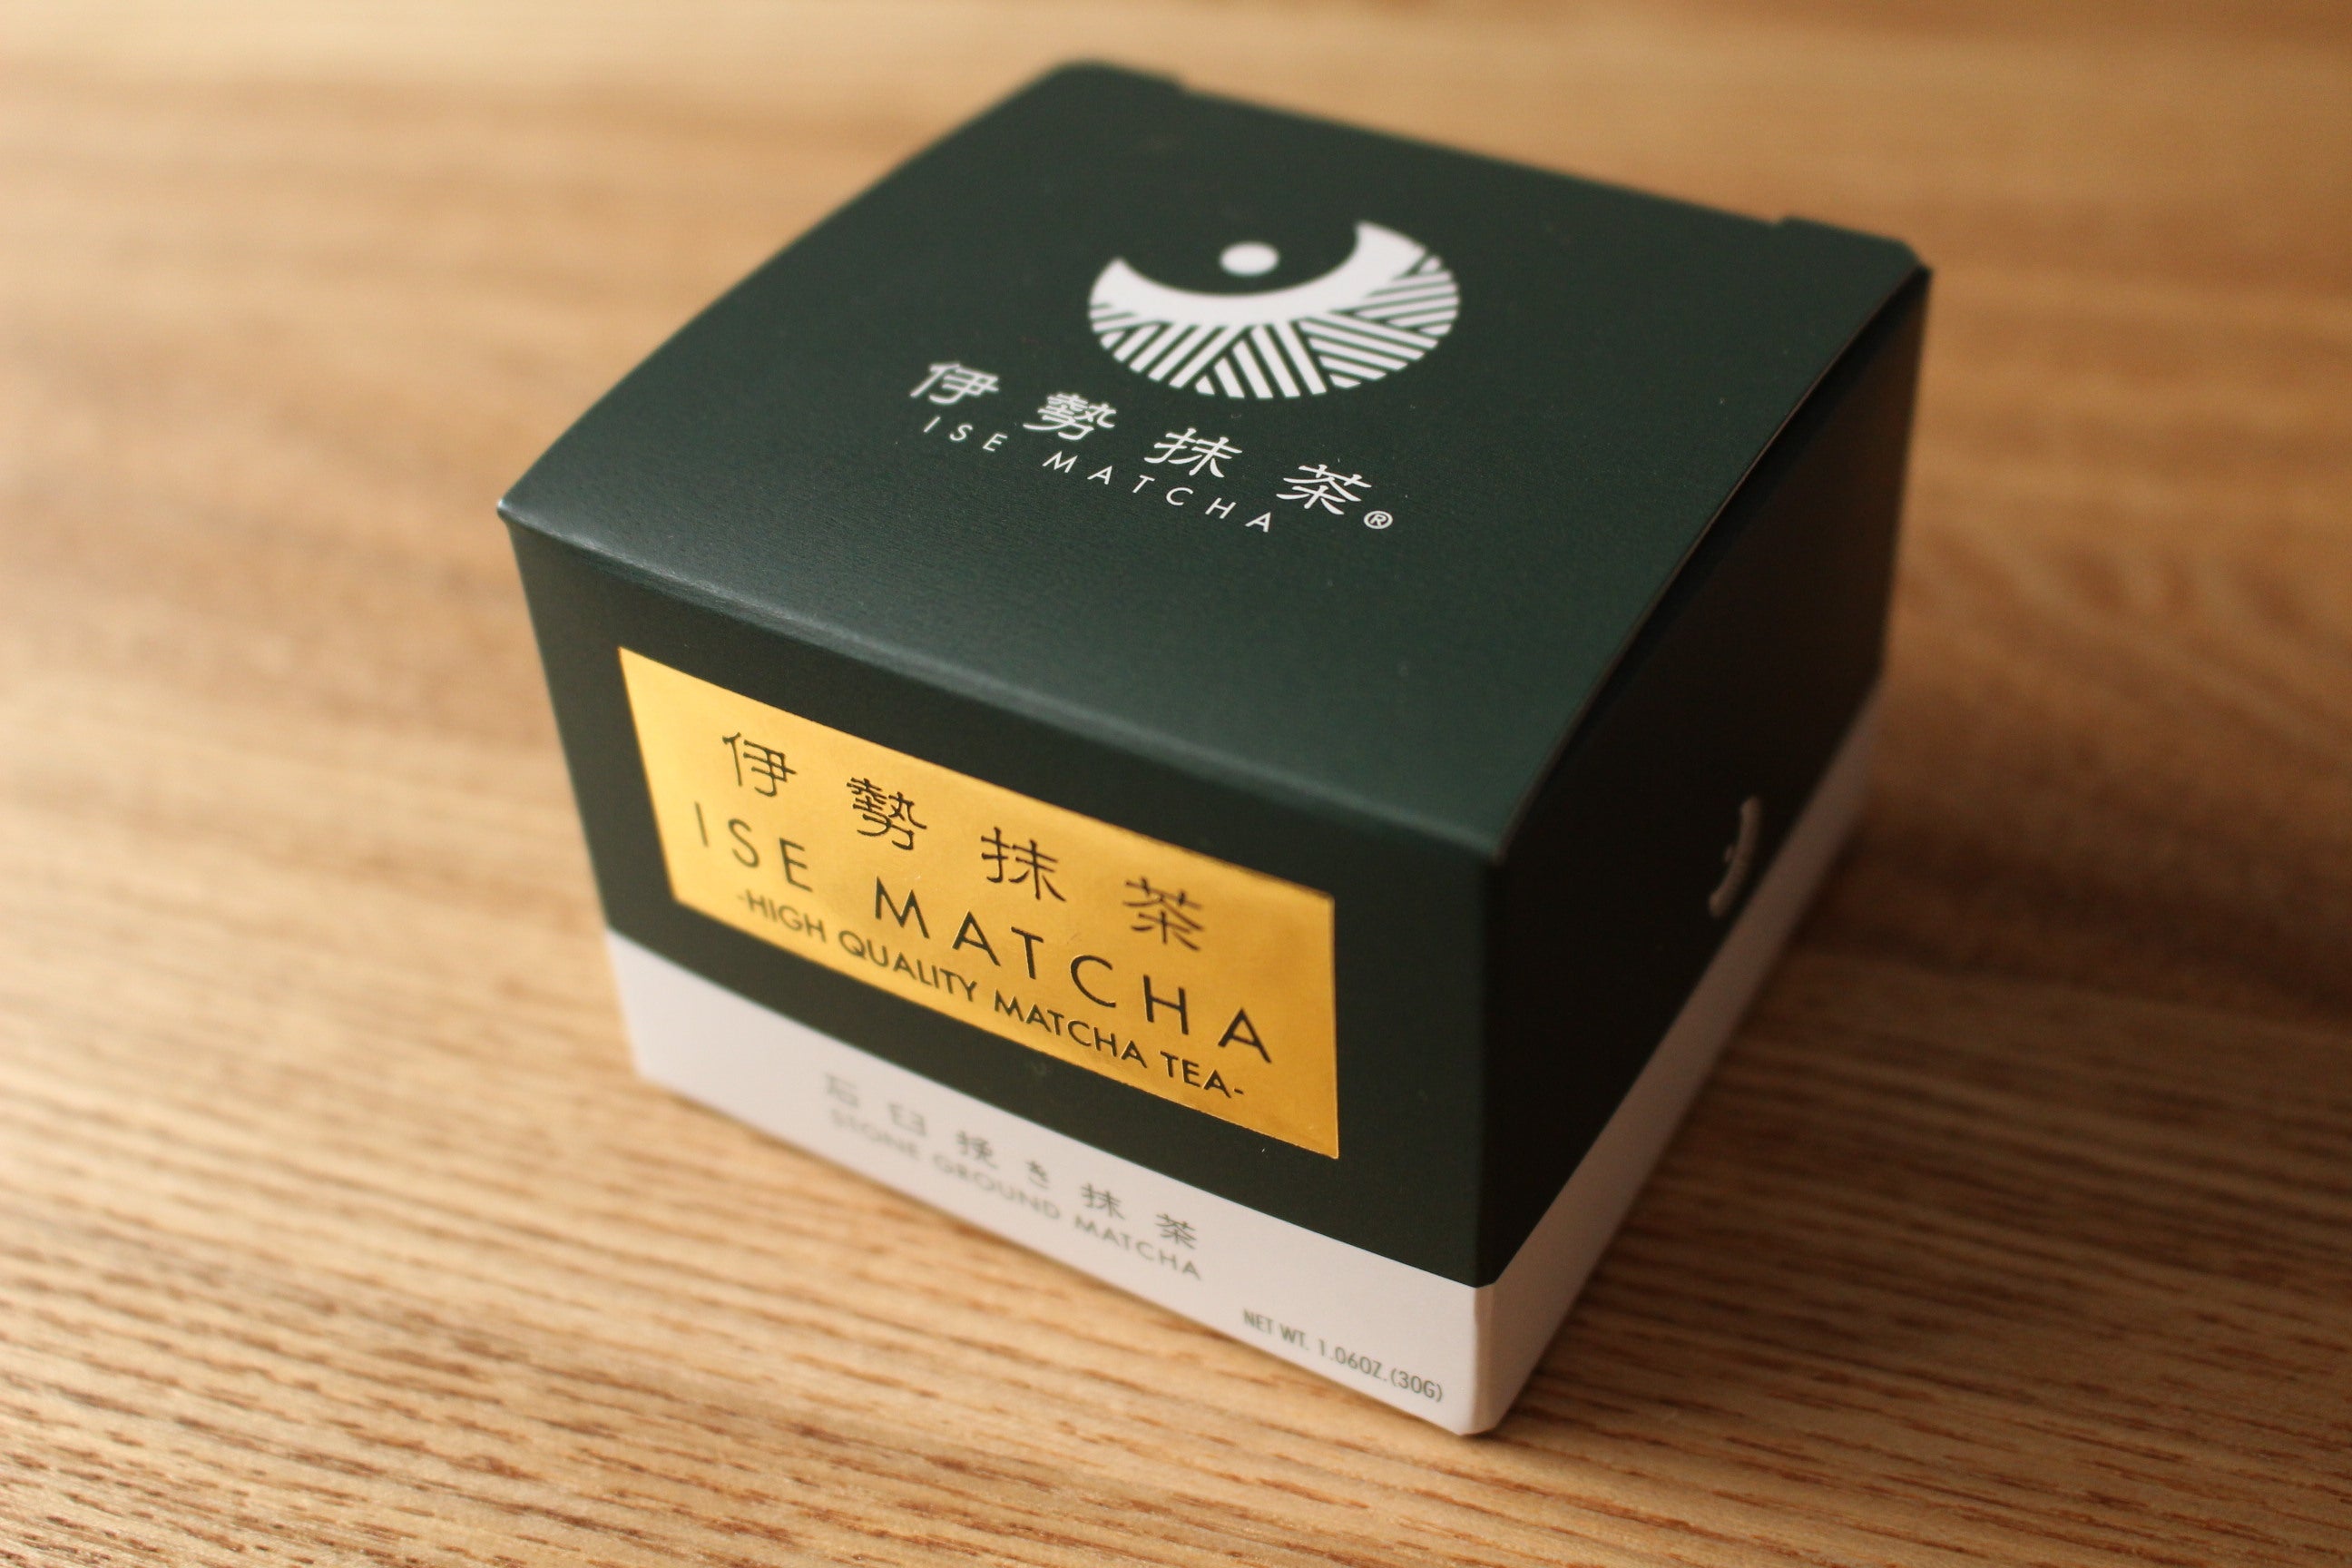 伊勢抹茶®
ISE MATCHA
伊勢抹茶
ISE MATCHA
-HIGH QUALITY MATCHA TEA-
石臼挽き抹茶
STONE GROUND MATCHA
NET WT. 1.06OZ.(30G)